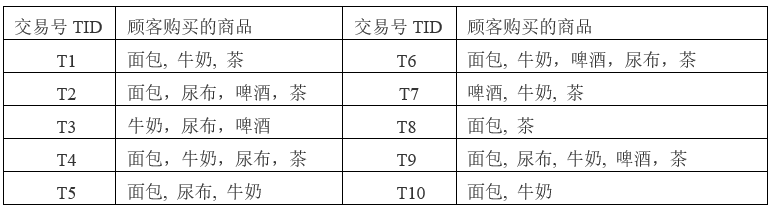 交易号 TID 顾客购买的商品 交易号 TID 顾客购买的商品
T1 面包, 牛奶, 茶 T6 面包, 牛奶，啤酒，尿布，茶
T2 面包，尿布，啤酒，茶 T7 啤酒, 牛奶, 茶
T3 牛奶，尿布，啤酒 T8 面包, 茶
T4 面包，牛奶，尿布，茶 T9 面包, 尿布, 牛奶, 啤酒，茶
T5 面包, 尿布, 牛奶 T10 面包, 牛奶